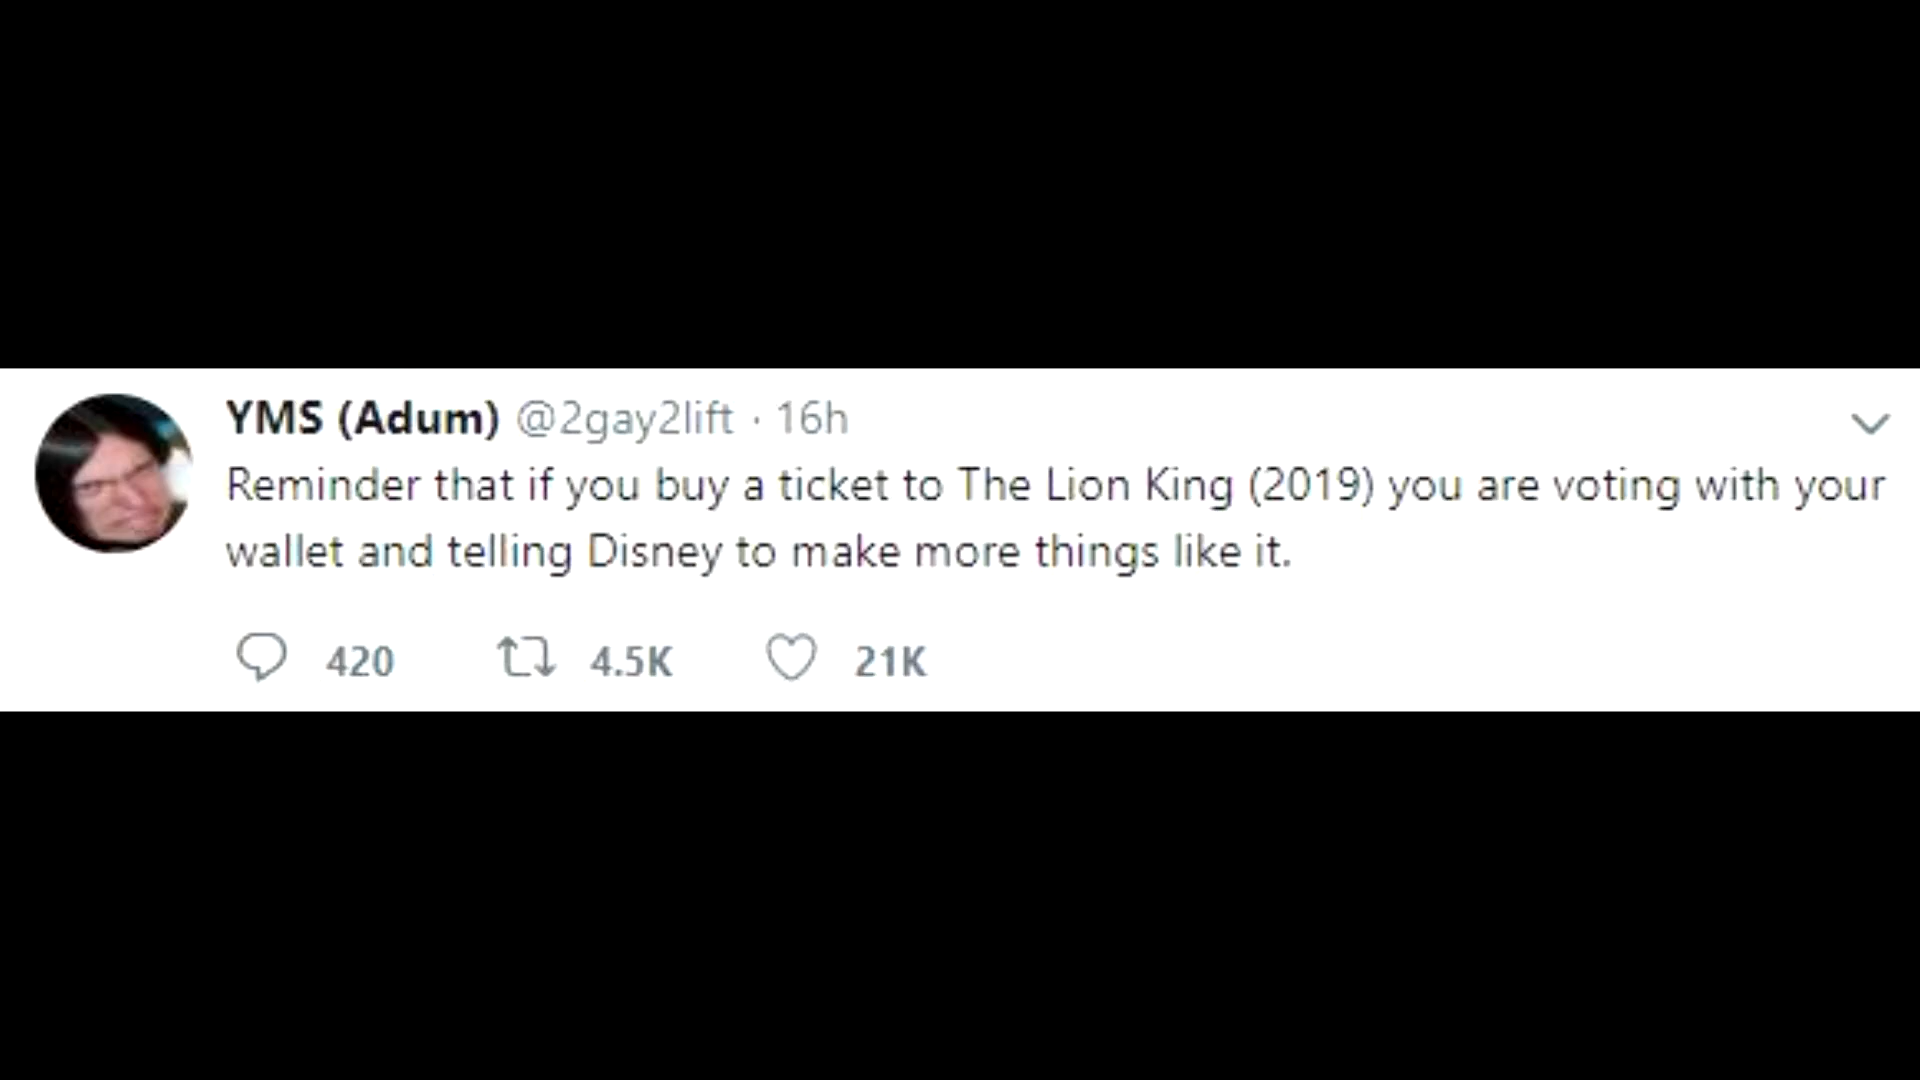 YMS (Adum) @2gay2lift · 16h
Reminder that if you buy a ticket to The Lion King (2019) you are voting with your
wallet and telling Disney to make more things like it.
420 4.5K 21K